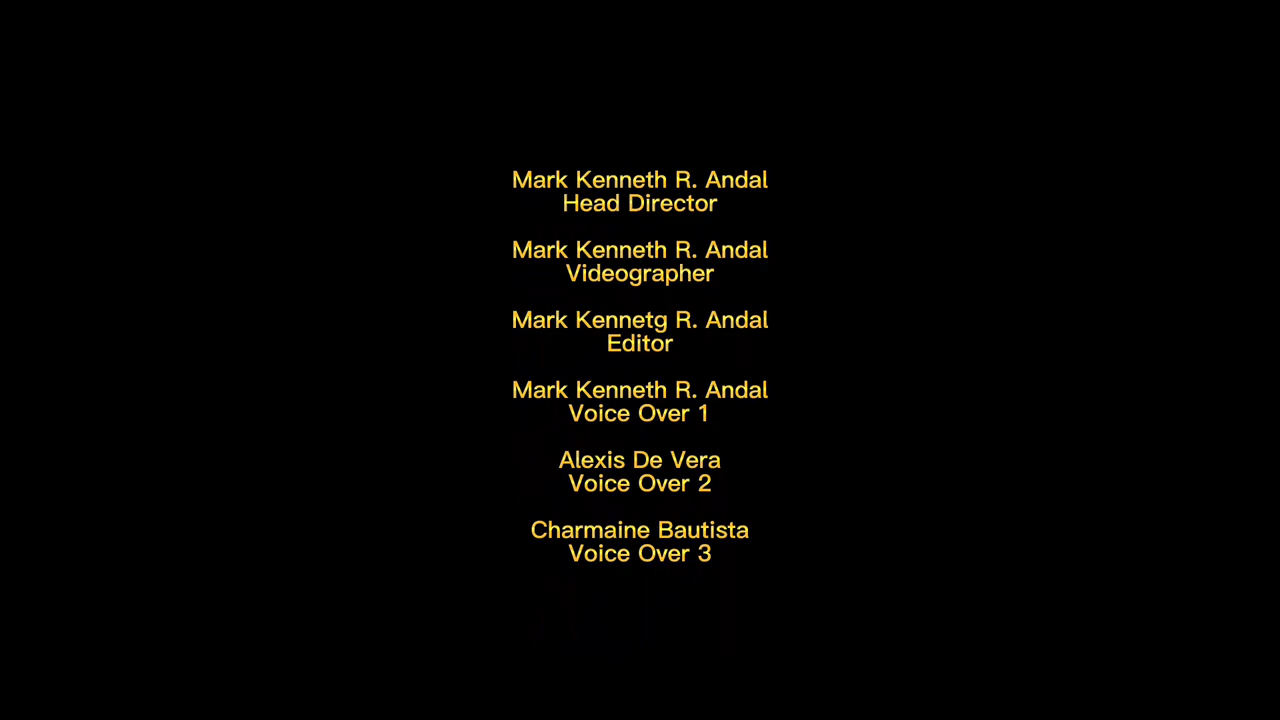 Mark Kenneth R. Andal
Head Director
Mark Kenneth R. Andal
Videographer
Mark Kennetg R. Andal
Editor
Mark Kenneth R. Andal
Voice Over 1
Alexis De Vera
Voice Over 2
Charmaine Bautista
Voice Over 3